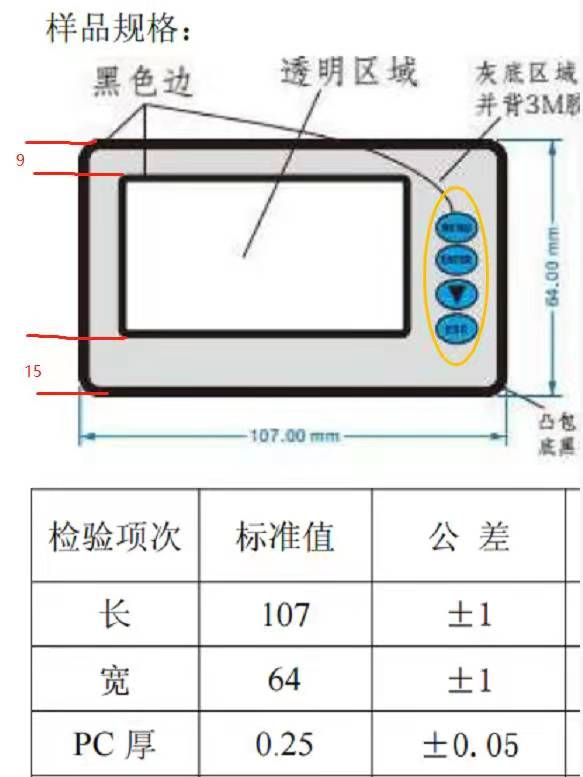 样品规格：
黑色边
透明区域
灰底区域
并背3M胶
9
MENU
ENTER
64.00 mm
ESC
15
107.00 mm
凸包
底黑
检验项次 标准值 公 差
长 107 ±1
宽 64 ±1
PC 厚 0.25 ±0.05